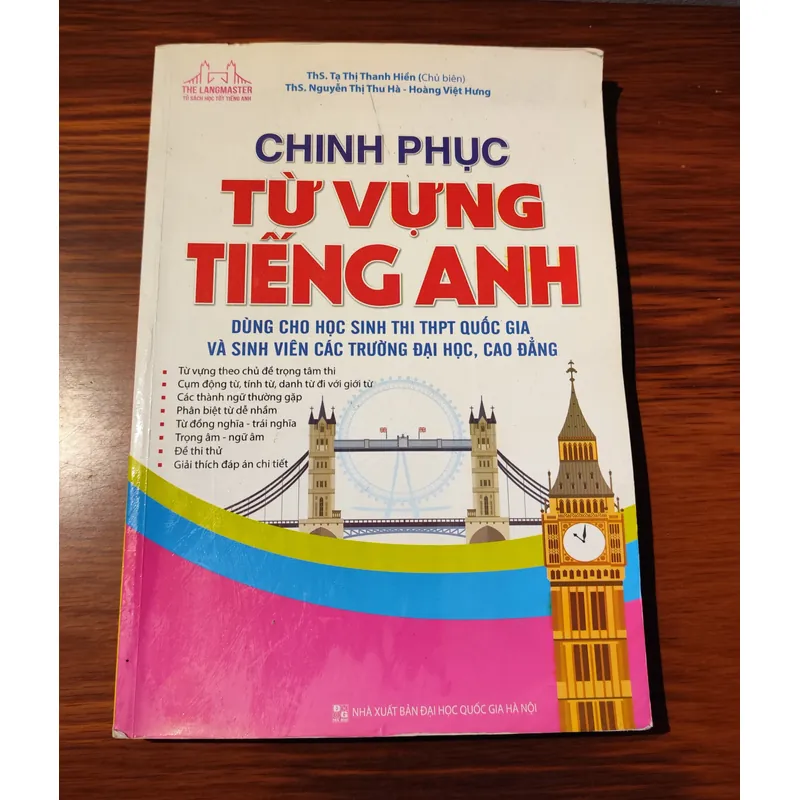 THE LANGMASTER
TỦ SÁCH HỌC TỐT TIẾNG ANH
ThS. Tạ Thị Thanh Hiền (Chủ biên)
ThS. Nguyễn Thị Thu Hà - Hoàng Việt Hưng
CHINH PHỤC
TỪ VỰNG
TIẾNG ANH
DÙNG CHO HỌC SINH THI THPT QUỐC GIA
VÀ SINH VIÊN CÁC TRƯỜNG ĐẠI HỌC, CAO ĐẲNG
Từ vựng theo chủ đề trọng tâm thi
Cụm động từ, tính từ, danh từ đi với giới từ
Các thành ngữ thường gặp
Phân biệt từ dễ nhầm
Từ đồng nghĩa - trái nghĩa
Trọng âm - ngữ âm
Đề thi thử
Giải thích đáp án chi tiết
NHÀ XUẤT BẢN ĐẠI HỌC QUỐC GIA HÀ NỘI